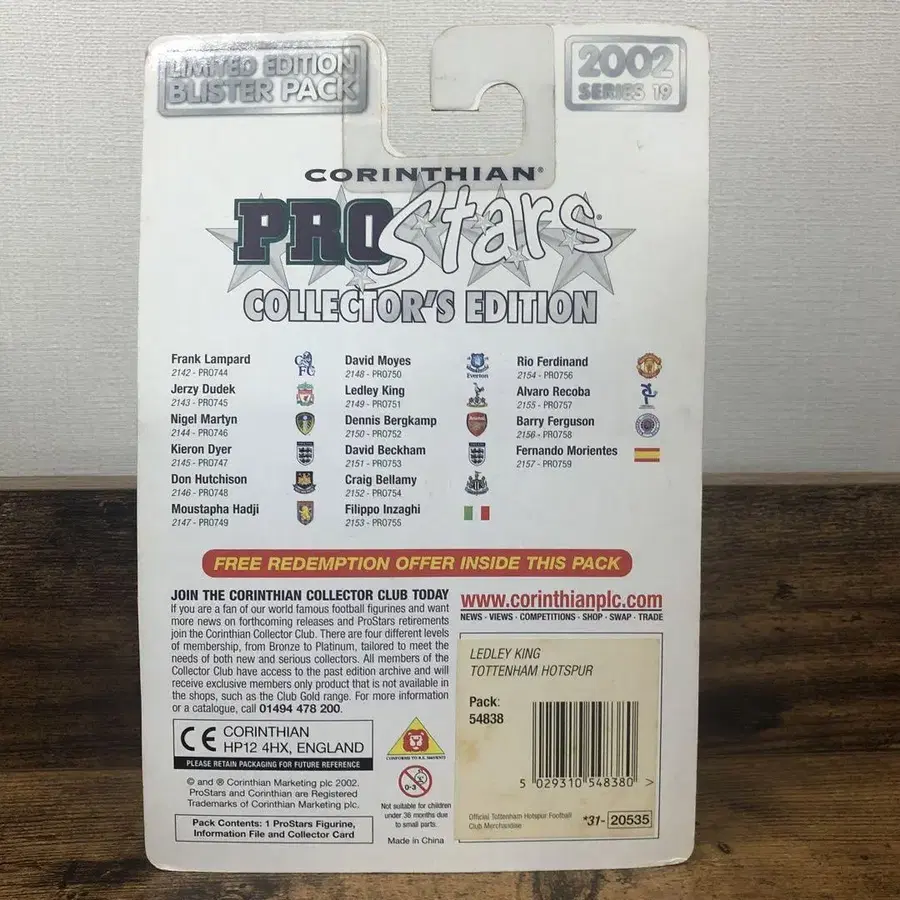 LIMITED EDITION
BLISTER PACK
2002
SERIES 19
CORINTHIAN®
PROStars
COLLECTOR'S EDITION
Frank Lampard
2142 - PRO744
Jerzy Dudek
2143 - PRO745
Nigel Martyn
2144 - PRO746
Kieron Dyer
2145 - PRO747
Don Hutchison
2146 - PRO748
Moustapha Hadji
2147 - PRO749
David Moyes
2148 - PRO750
Everton
Ledley King
2149 - PRO751
Dennis Bergkamp
2150 - PRO752
David Beckham
2151 - PRO753
Craig Bellamy
2152 - PRO754
Filippo Inzaghi
2153 - PRO755
Rio Ferdinand
2154 - PRO756
Alvaro Recoba
2155 - PRO757
Barry Ferguson
2156 - PRO758
Fernando Morientes
2157 - PRO759
FREE REDEMPTION OFFER INSIDE THIS PACK
JOIN THE CORINTHIAN COLLECTOR CLUB TODAY
If you are a fan of our world famous football figurines and want
more news on forthcoming releases and ProStars retirements
join the Corinthian Collector Club. There are four different levels
of membership, from Bronze to Platinum, tailored to meet the
needs of both new and serious collectors. All members of the
Collector Club have access to the past edition archive and will
receive exclusive members only product that is not available in
the shops, such as the Club Gold range. For more information
or a catalogue, call 01494 478 200.
CE CORINTHIAN
HP12 4HX, ENGLAND
PLEASE RETAIN PACKAGING FOR FUTURE REFERENCE
© and ® Corinthian Marketing plc 2002.
ProStars and Corinthian are Registered
Trademarks of Corinthian Marketing plc.
Pack Contents: 1 ProStars Figurine,
Information File and Collector Card
0-3
Not suitable for children
under 36 months due
to small parts.
Made in China
www.corinthianplc.com
NEWS · VIEWS · COMPETITIONS · SHOP · SWAP · TRADE
LEDLEY KING
TOTTENHAM HOTSPUR
Pack:
54838
5 029310 548380 >
Official Tottenham Hotspur Football
Club Merchandise
*31- 20535